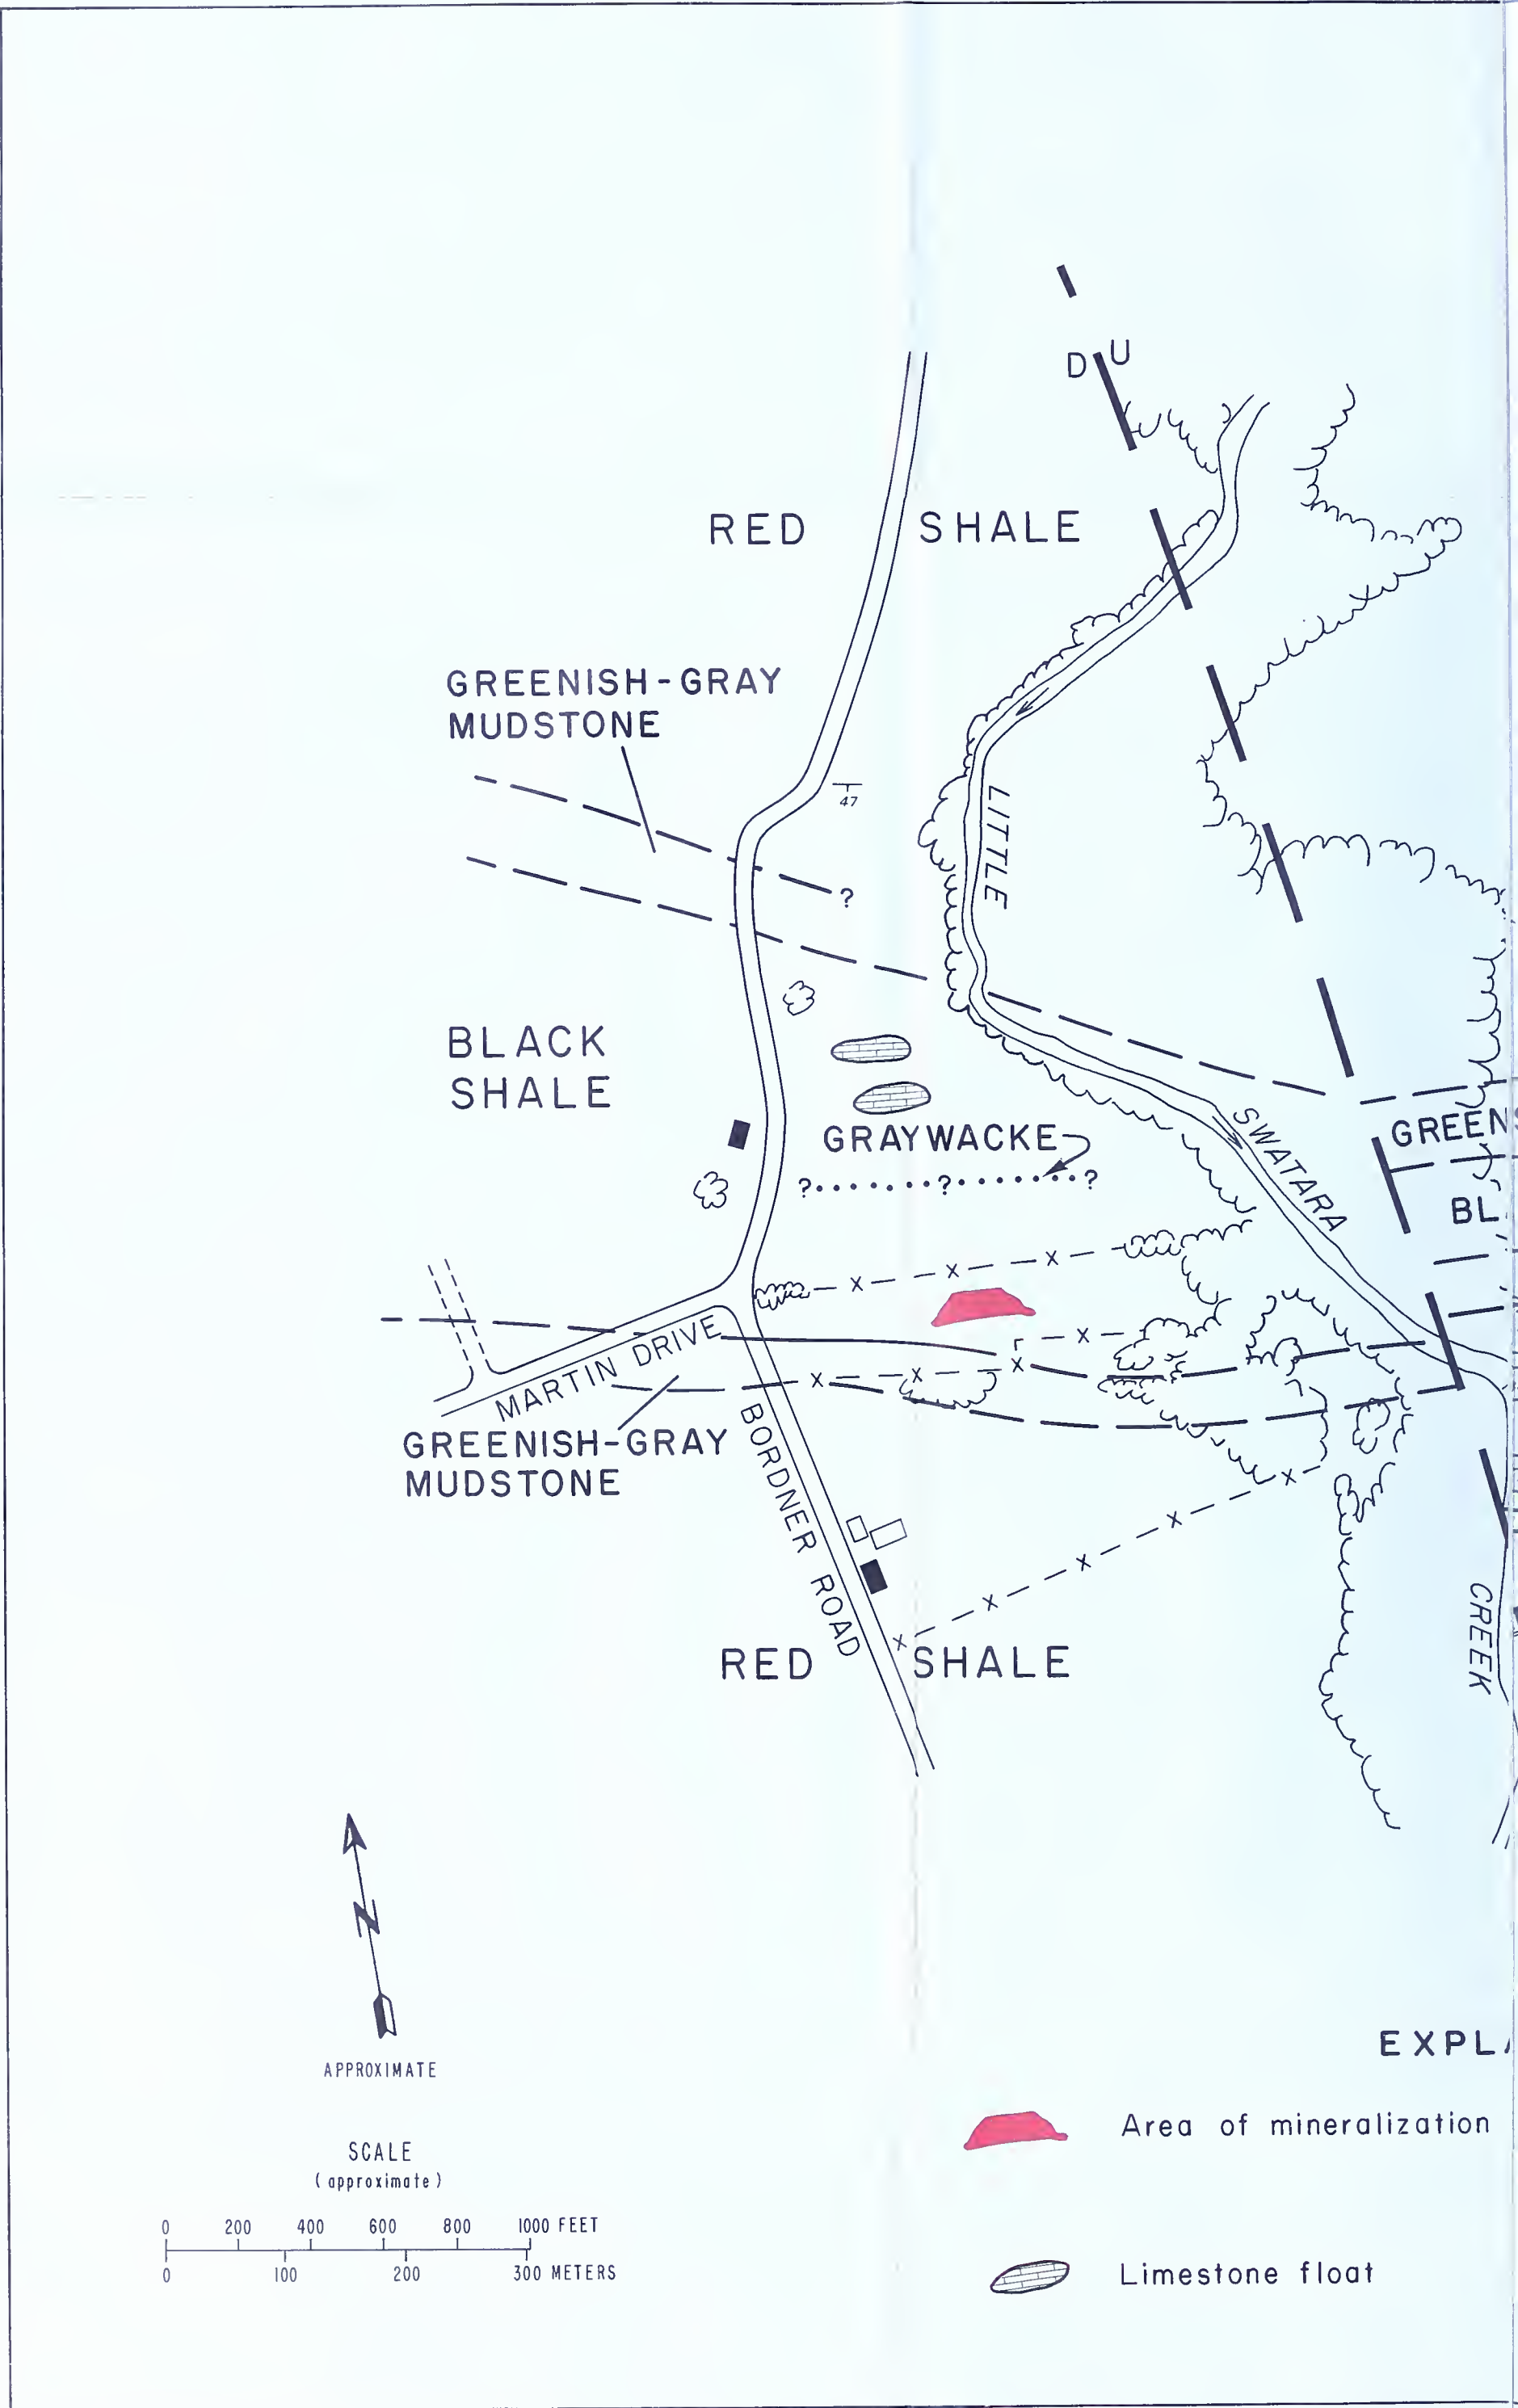 D U
RED SHALE
GREENISH-GRAY
MUDSTONE
47
LITTLE
?
BLACK
SHALE
GRAYWACKE
? ? ?
SWATARA
GREENS
BL
MARTIN DRIVE
GREENISH-GRAY
MUDSTONE
BORDNER ROAD
CREEK
RED SHALE
N
APPROXIMATE
SCALE
(approximate)
0 200 400 600 800 1000 FEET
0 100 200 300 METERS
EXPLA
Area of mineralization
Limestone float